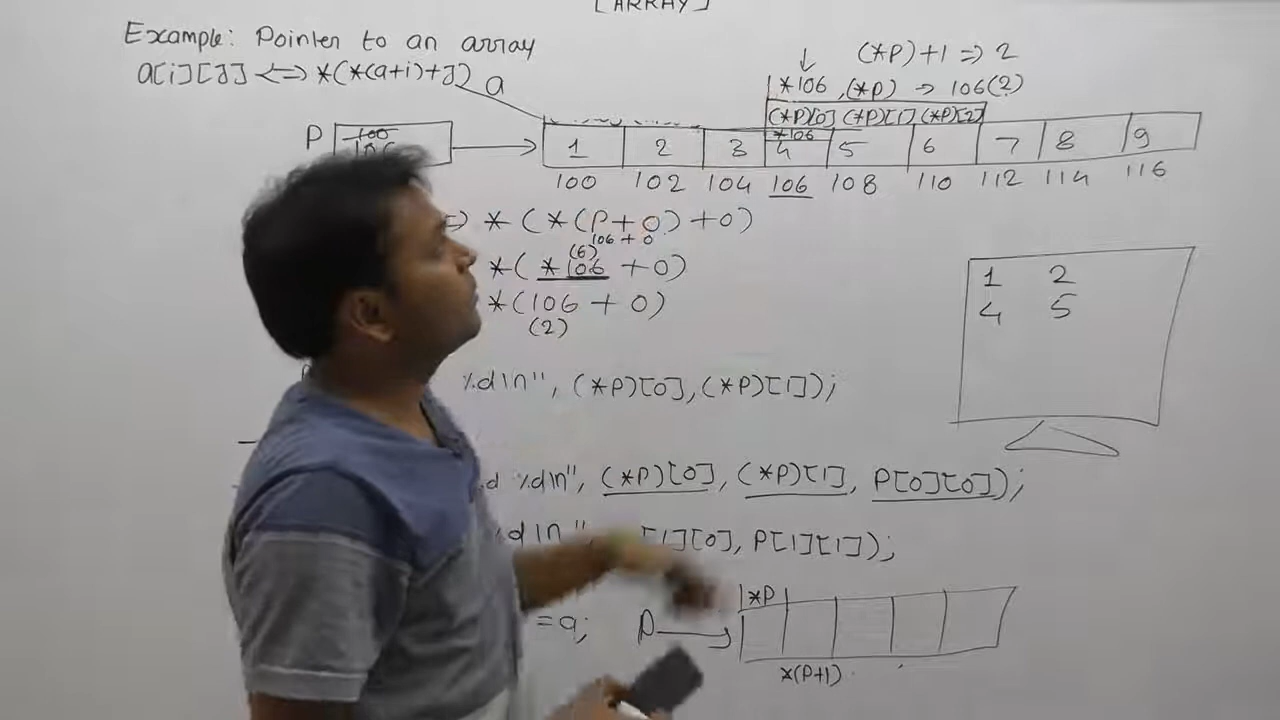 [ARRAY]
Example: Pointer to an array
a[i][j] <=> *(*(a+i)+j)
a
(*P)+1 => 2
*106, (*P) -> 106(2)
(*P)[0] (*P)[1] (*P)[2]
*106
P 100
106
1 2 3 4 5 6 7 8 9
100 102 104 106 108 110 112 114 116
=> *(*(P+0)+0)
106+0
(6)
*(*106+0)
*(106+0)
(2)
1 2
4 5
%d\n", (*P)[0], (*P)[1]);
d %d\n", (*P)[0], (*P)[1], P[0][0]);
%d\n", [1][0], P[1][1]);
=a;
P
*P
*(P+1)